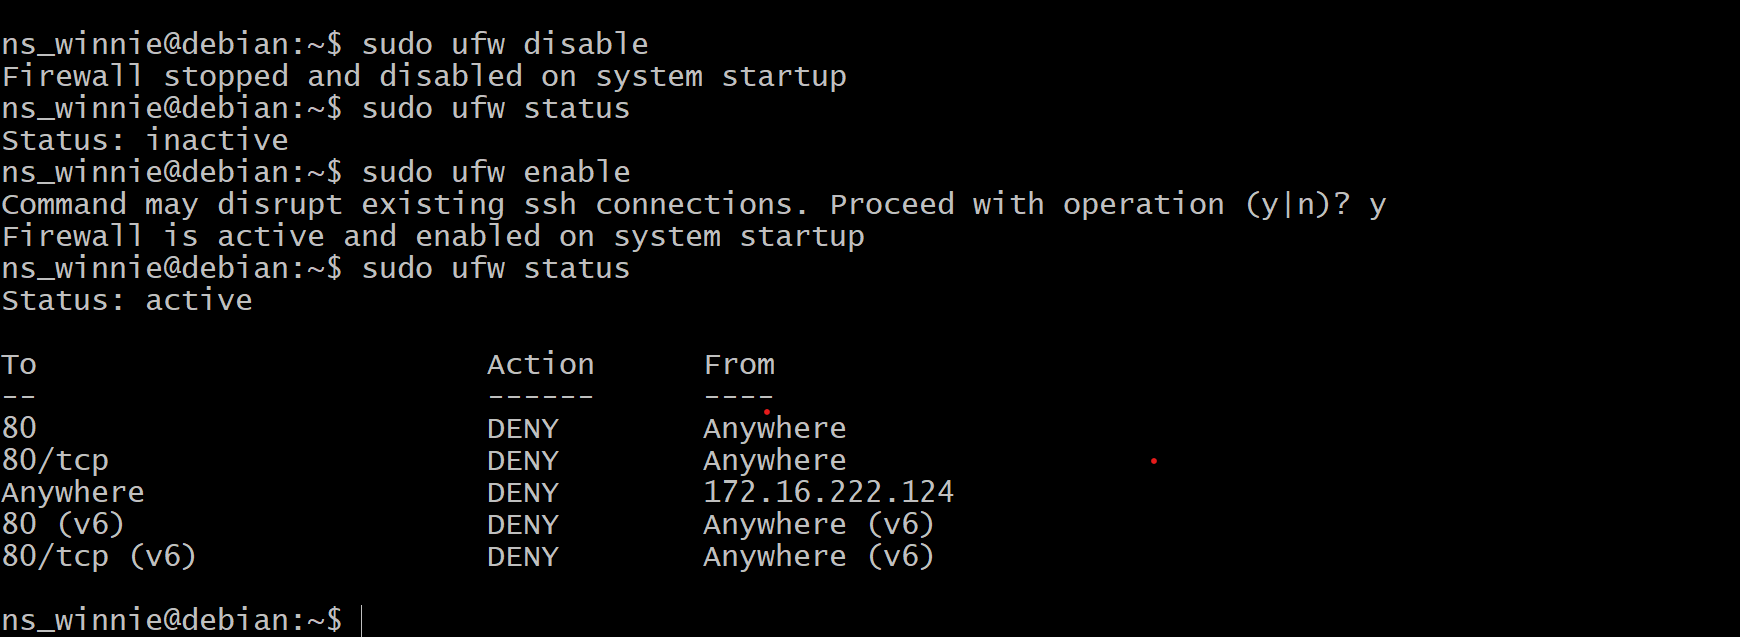 ns_winnie@debian:~$ sudo ufw disable
Firewall stopped and disabled on system startup
ns_winnie@debian:~$ sudo ufw status
Status: inactive
ns_winnie@debian:~$ sudo ufw enable
Command may disrupt existing ssh connections. Proceed with operation (y|n)? y
Firewall is active and enabled on system startup
ns_winnie@debian:~$ sudo ufw status
Status: active
To                         Action      From
--                         ------      ----
80                         DENY        Anywhere
80/tcp                     DENY        Anywhere
Anywhere                   DENY        172.16.222.124
80 (v6)                    DENY        Anywhere (v6)
80/tcp (v6)                DENY        Anywhere (v6)
ns_winnie@debian:~$